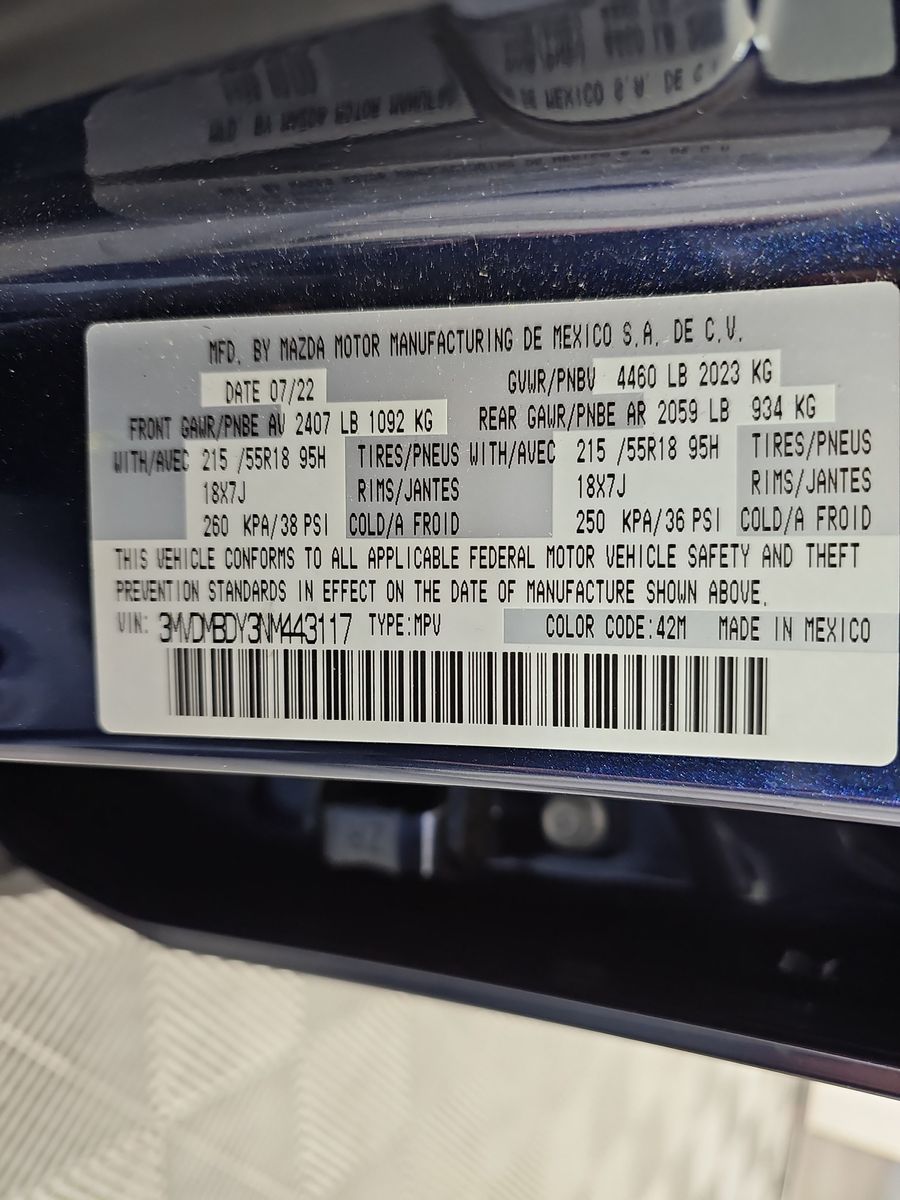 MFD. BY MAZDA MOTOR MANUFACTURING DE MEXICO S.A. DE C.V.
DATE 07/22 GVWR/PNBV 4460 LB 2023 KG
FRONT GAWR/PNBE AV 2407 LB 1092 KG REAR GAWR/PNBE AR 2059 LB 934 KG
WITH/AVEC 215 /55R18 95H TIRES/PNEUS WITH/AVEC 215 /55R18 95H TIRES/PNEUS
18X7J RIMS/JANTES 18X7J RIMS/JANTES
260 KPA/38 PSI COLD/A FROID 250 KPA/36 PSI COLD/A FROID
THIS VEHICLE CONFORMS TO ALL APPLICABLE FEDERAL MOTOR VEHICLE SAFETY AND THEFT
PREVENTION STANDARDS IN EFFECT ON THE DATE OF MANUFACTURE SHOWN ABOVE.
VIN: 3MVDMBDY3NM443117 TYPE:MPV COLOR CODE:42M MADE IN MEXICO